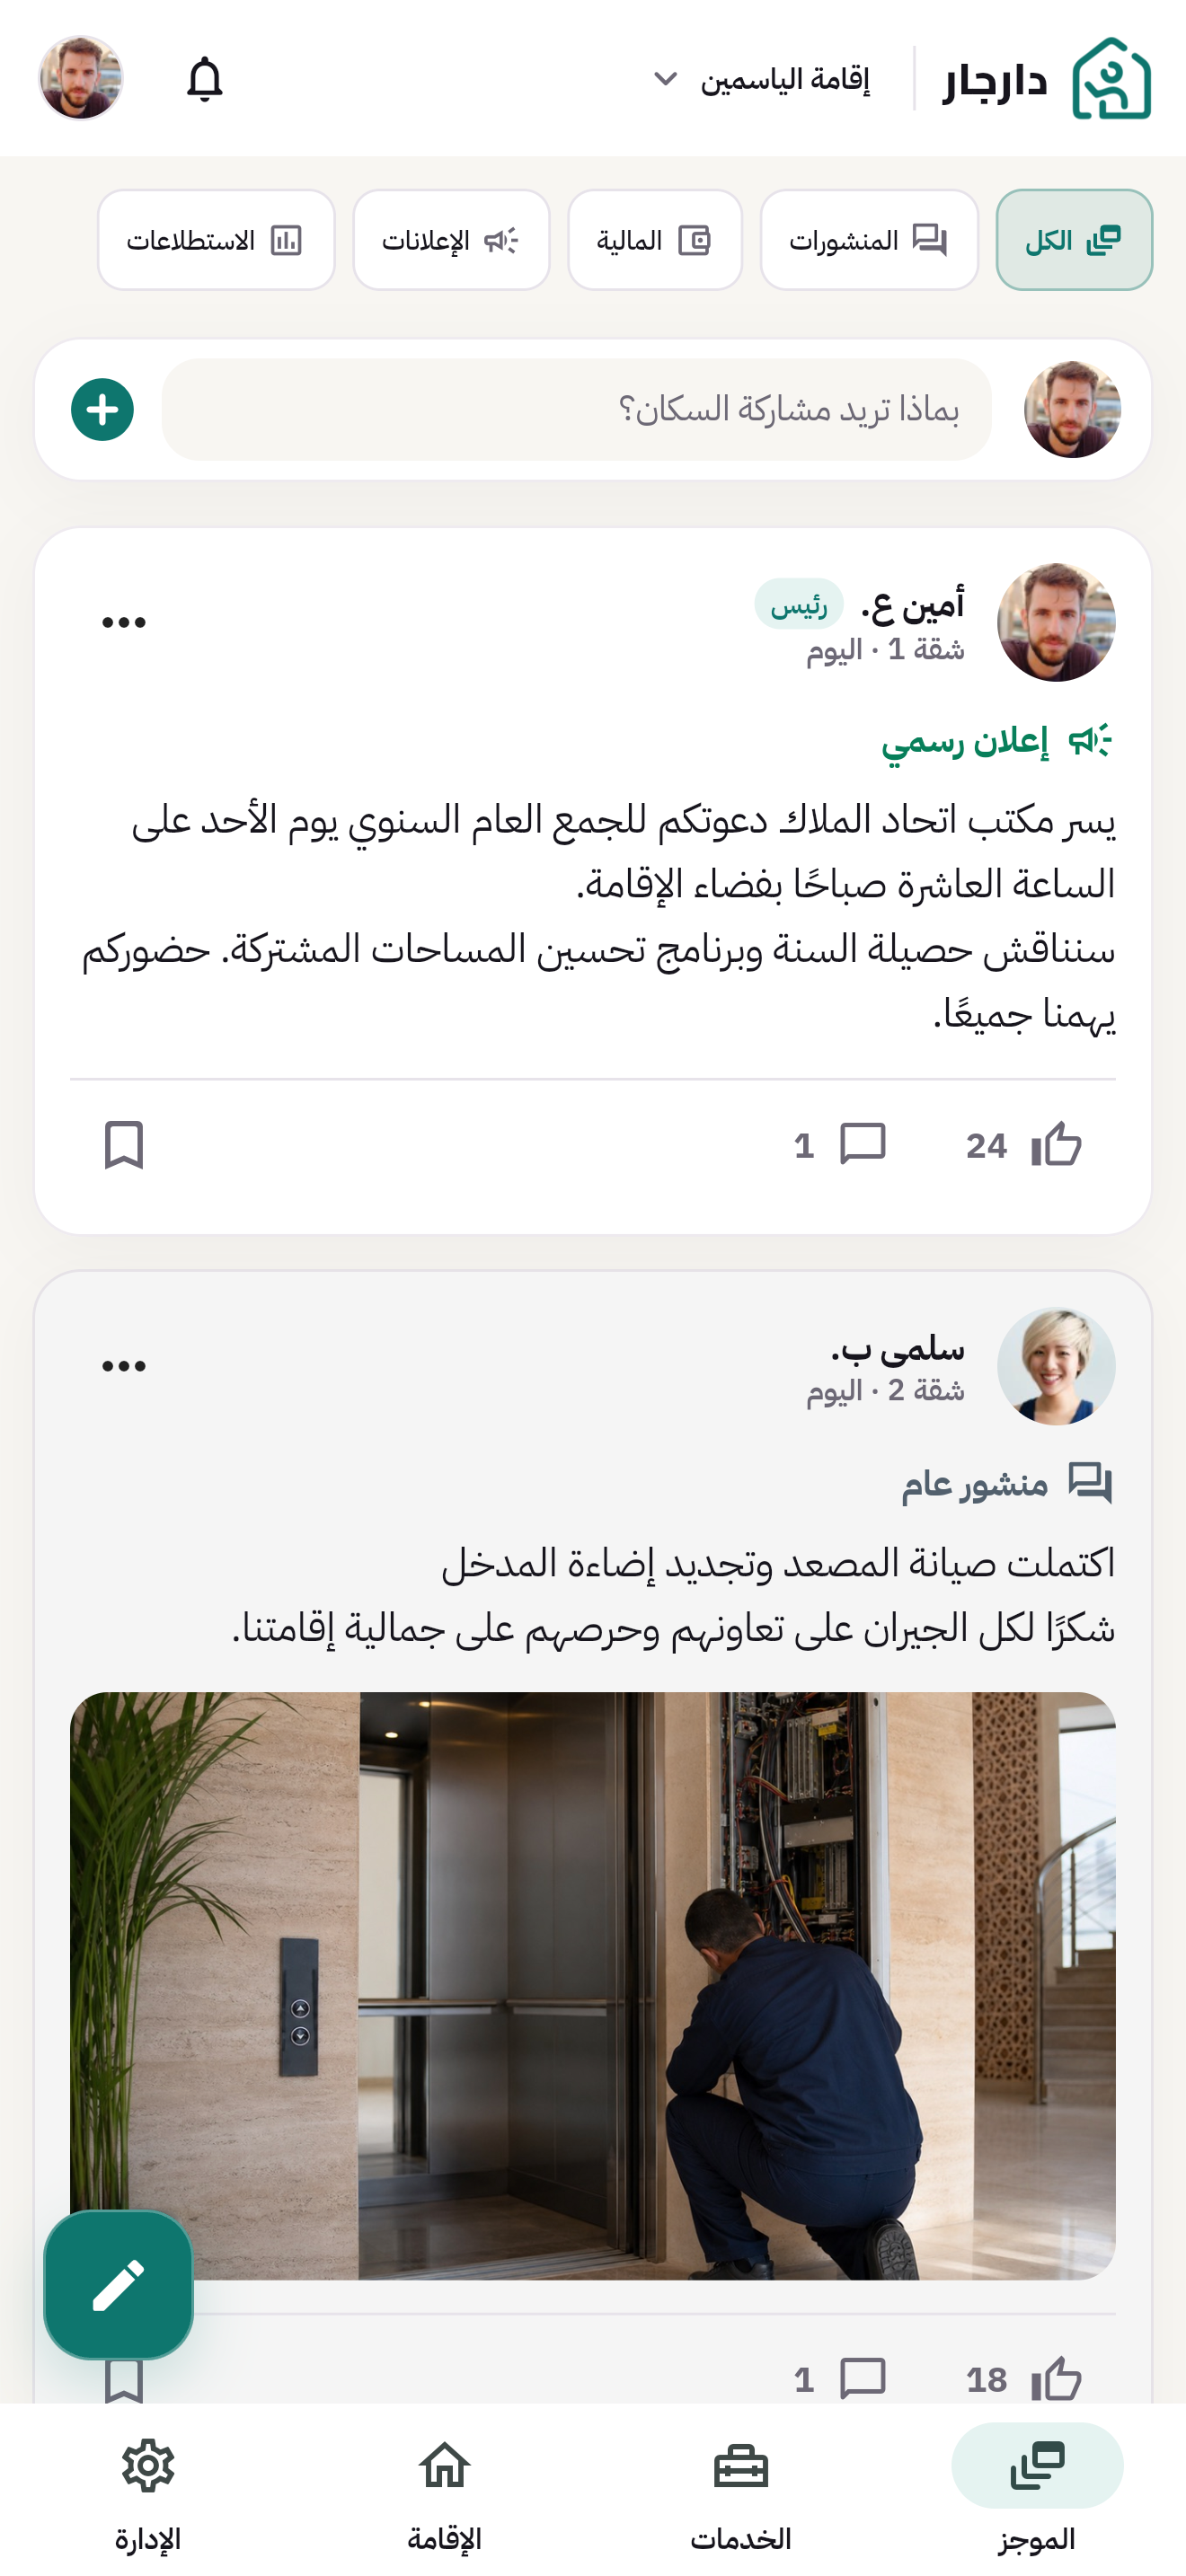 دارجار
إقامة الياسمين
الكل
المنشورات
المالية
الإعلانات
الاستطلاعات
بماذا تريد مشاركة السكان؟
أمين ع. رئيس
شقة 1 · اليوم
إعلان رسمي
يسر مكتب اتحاد الملاك دعوتكم للجمع العام السنوي يوم الأحد على
الساعة العاشرة صباحًا بفضاء الإقامة.
سنناقش حصيلة السنة وبرنامج تحسين المساحات المشتركة. حضوركم
يهمنا جميعًا.
24
1
سلمى ب.
شقة 2 · اليوم
منشور عام
اكتملت صيانة المصعد وتجديد إضاءة المدخل
شكرًا لكل الجيران على تعاونهم وحرصهم على جمالية إقامتنا.
18
1
الموجز
الخدمات
الإقامة
الإدارة